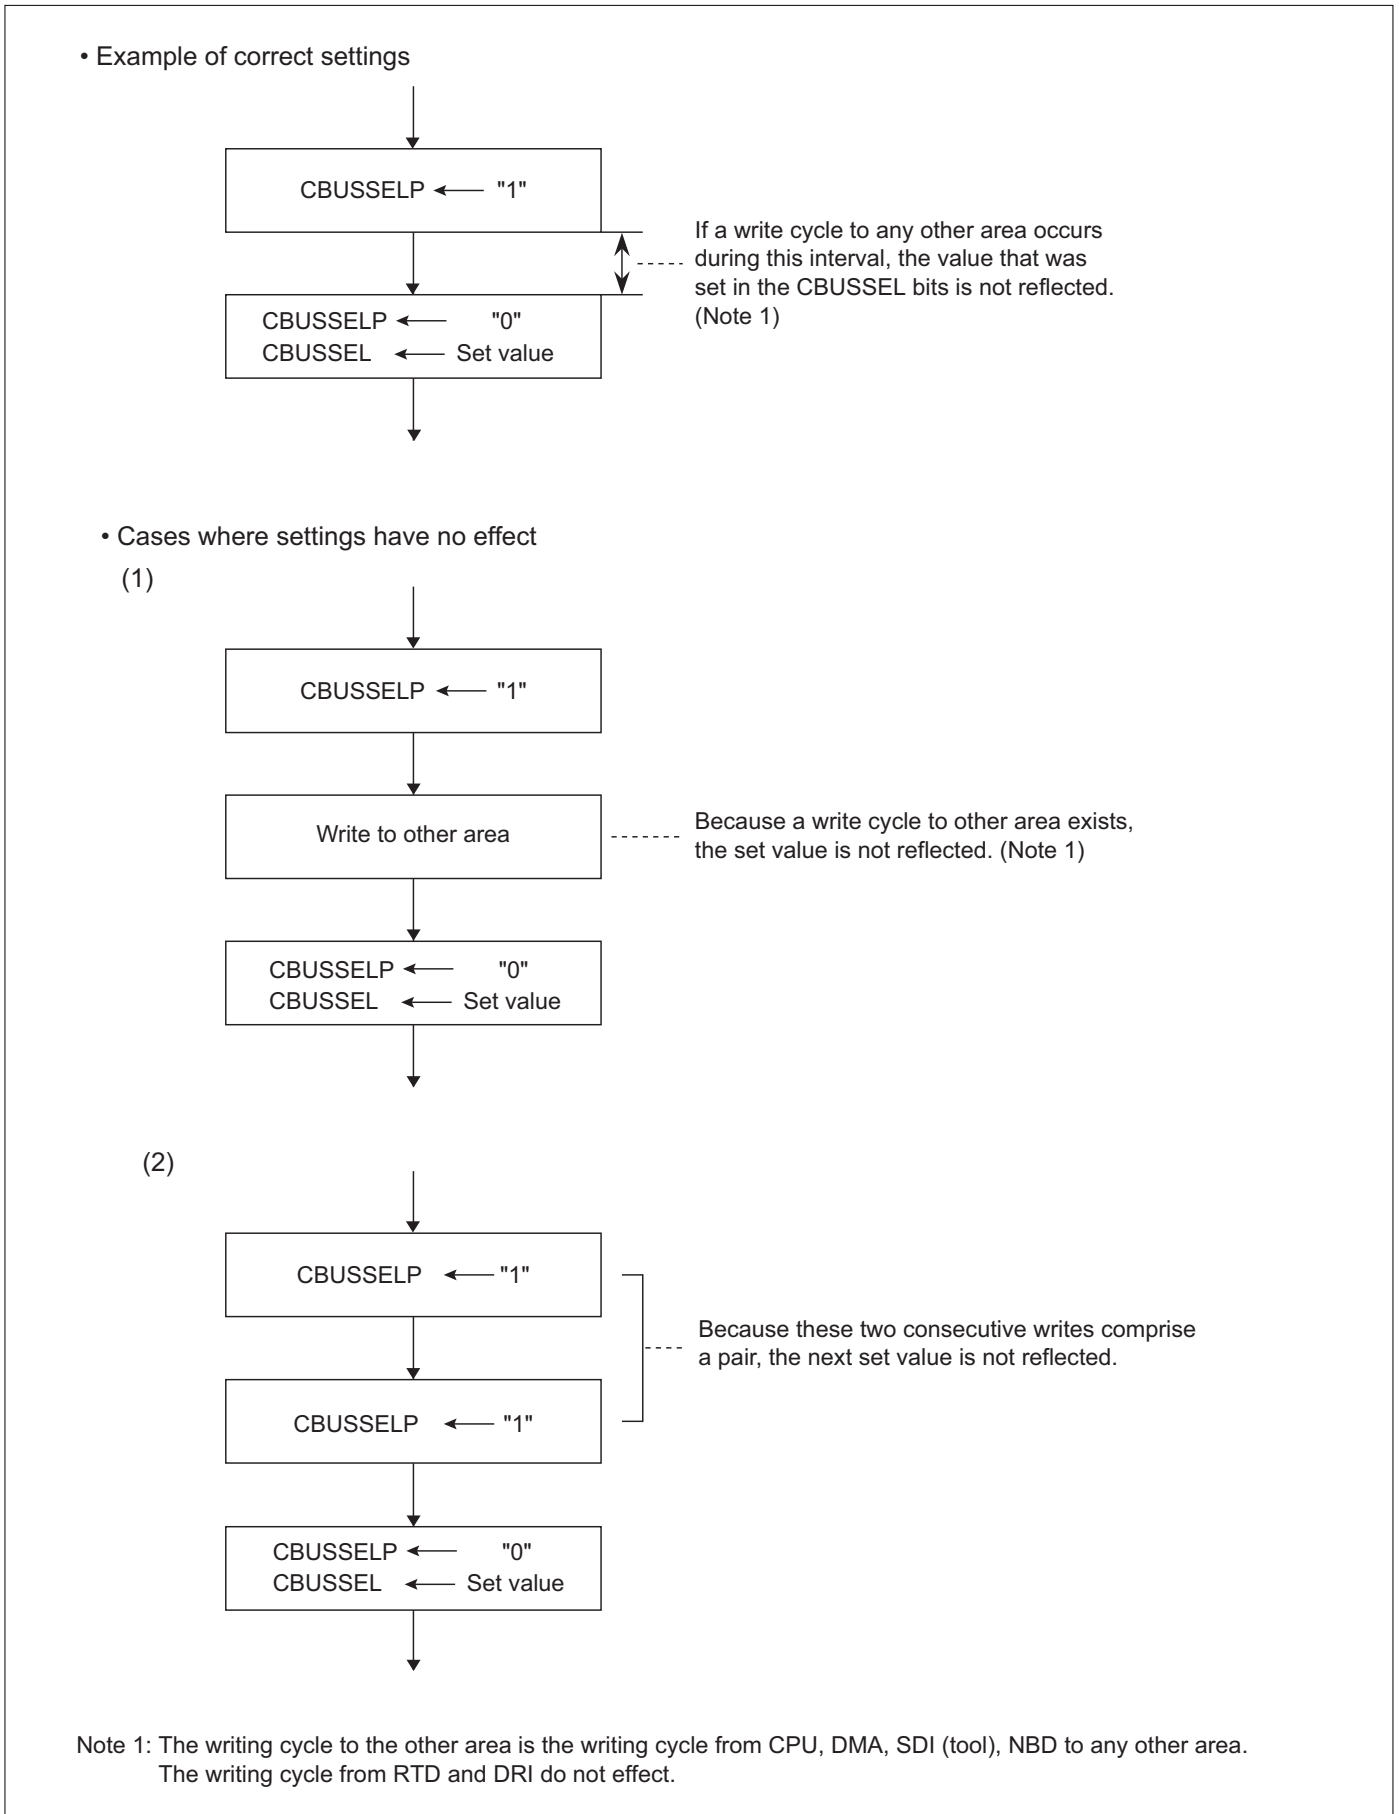 • Example of correct settings
CBUSSELP ← "1"
If a write cycle to any other area occurs
during this interval, the value that was
set in the CBUSSEL bits is not reflected.
(Note 1)
CBUSSELP ← "0"
CBUSSEL ← Set value
• Cases where settings have no effect
(1)
CBUSSELP ← "1"
Write to other area
Because a write cycle to other area exists,
the set value is not reflected. (Note 1)
CBUSSELP ← "0"
CBUSSEL ← Set value
(2)
CBUSSELP ← "1"
Because these two consecutive writes comprise
a pair, the next set value is not reflected.
CBUSSELP ← "1"
CBUSSELP ← "0"
CBUSSEL ← Set value
Note 1: The writing cycle to the other area is the writing cycle from CPU, DMA, SDI (tool), NBD to any other area.
The writing cycle from RTD and DRI do not effect.